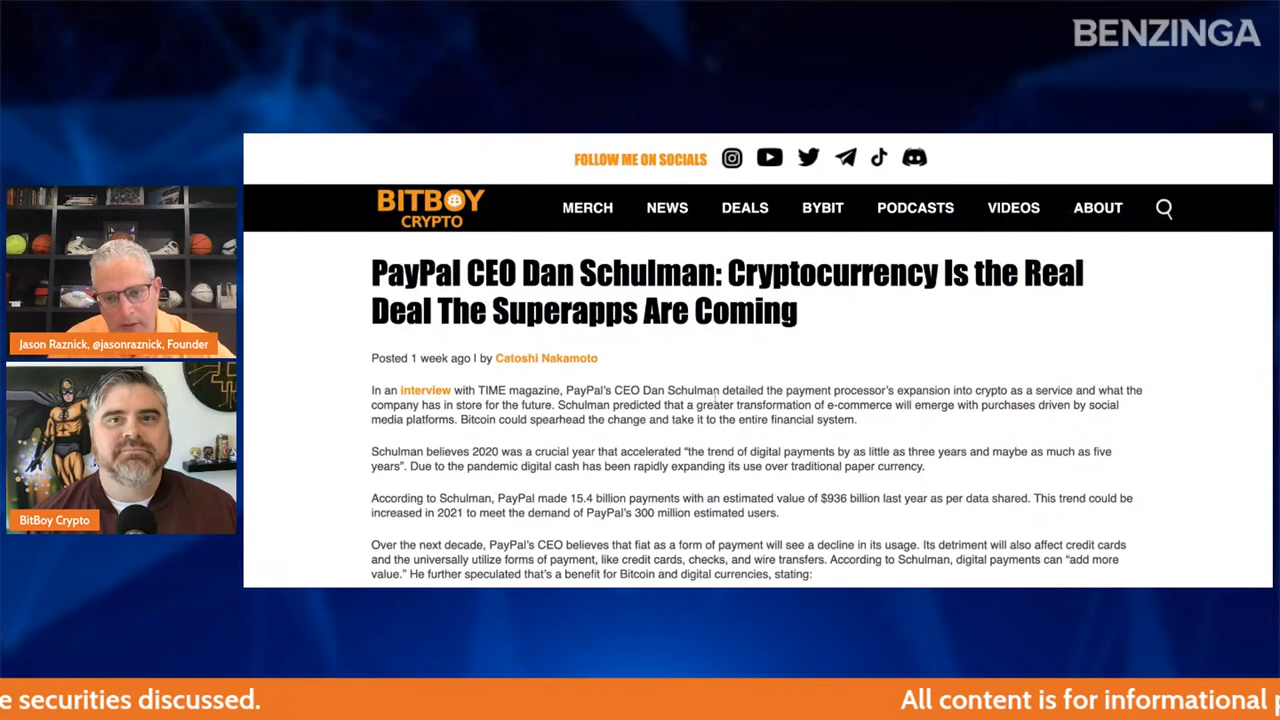 BENZINGA
FOLLOW ME ON SOCIALS
BITBOY
CRYPTO
MERCH NEWS DEALS BYBIT PODCASTS VIDEOS ABOUT
PayPal CEO Dan Schulman: Cryptocurrency Is the Real
Deal The Superapps Are Coming
Posted 1 week ago | by Catoshi Nakamoto
In an interview with TIME magazine, PayPal's CEO Dan Schulman detailed the payment processor's expansion into crypto as a service and what the
company has in store for the future. Schulman predicted that a greater transformation of e-commerce will emerge with purchases driven by social
media platforms. Bitcoin could spearhead the change and take it to the entire financial system.
Schulman believes 2020 was a crucial year that accelerated “the trend of digital payments by as little as three years and maybe as much as five
years”. Due to the pandemic digital cash has been rapidly expanding its use over traditional paper currency.
According to Schulman, PayPal made 15.4 billion payments with an estimated value of $936 billion last year as per data shared. This trend could be
increased in 2021 to meet the demand of PayPal's 300 million estimated users.
Over the next decade, PayPal's CEO believes that fiat as a form of payment will see a decline in its usage. Its detriment will also affect credit cards
and the universally utilize forms of payment, like credit cards, checks, and wire transfers. According to Schulman, digital payments can “add more
value.” He further speculated that's a benefit for Bitcoin and digital currencies, stating:
Jason Raznick, @jasonraznick, Founder
BitBoy Crypto
e securities discussed.
All content is for informational p